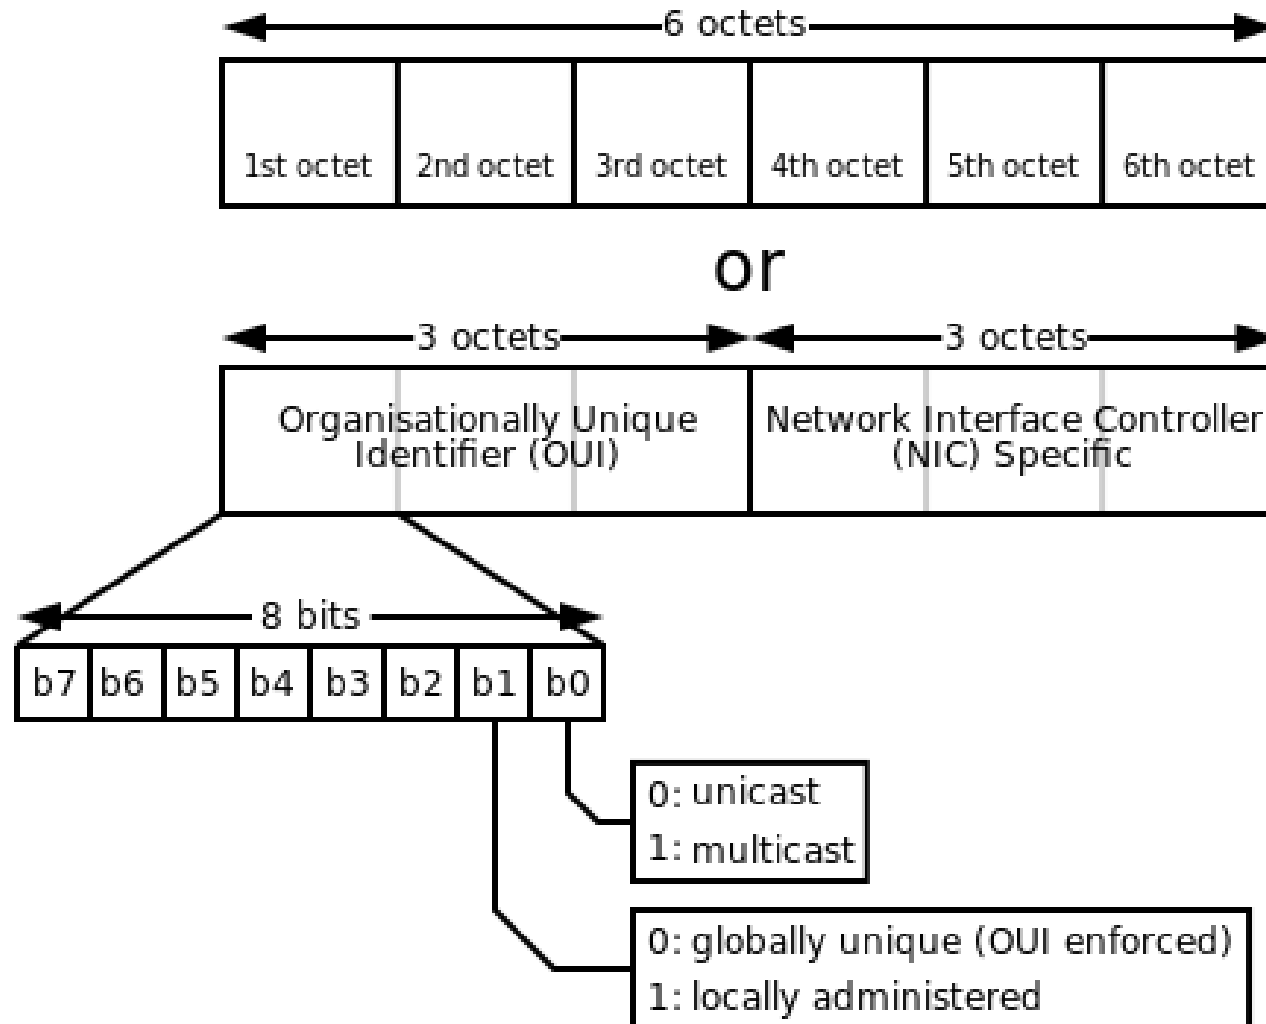 6 octets
1st octet 2nd octet 3rd octet 4th octet 5th octet 6th octet
or
3 octets 3 octets
Organisationally Unique Network Interface Controller
Identifier (OUI) (NIC) Specific
8 bits
b7 b6 b5 b4 b3 b2 b1 b0
0: unicast
1: multicast
0: globally unique (OUI enforced)
1: locally administered